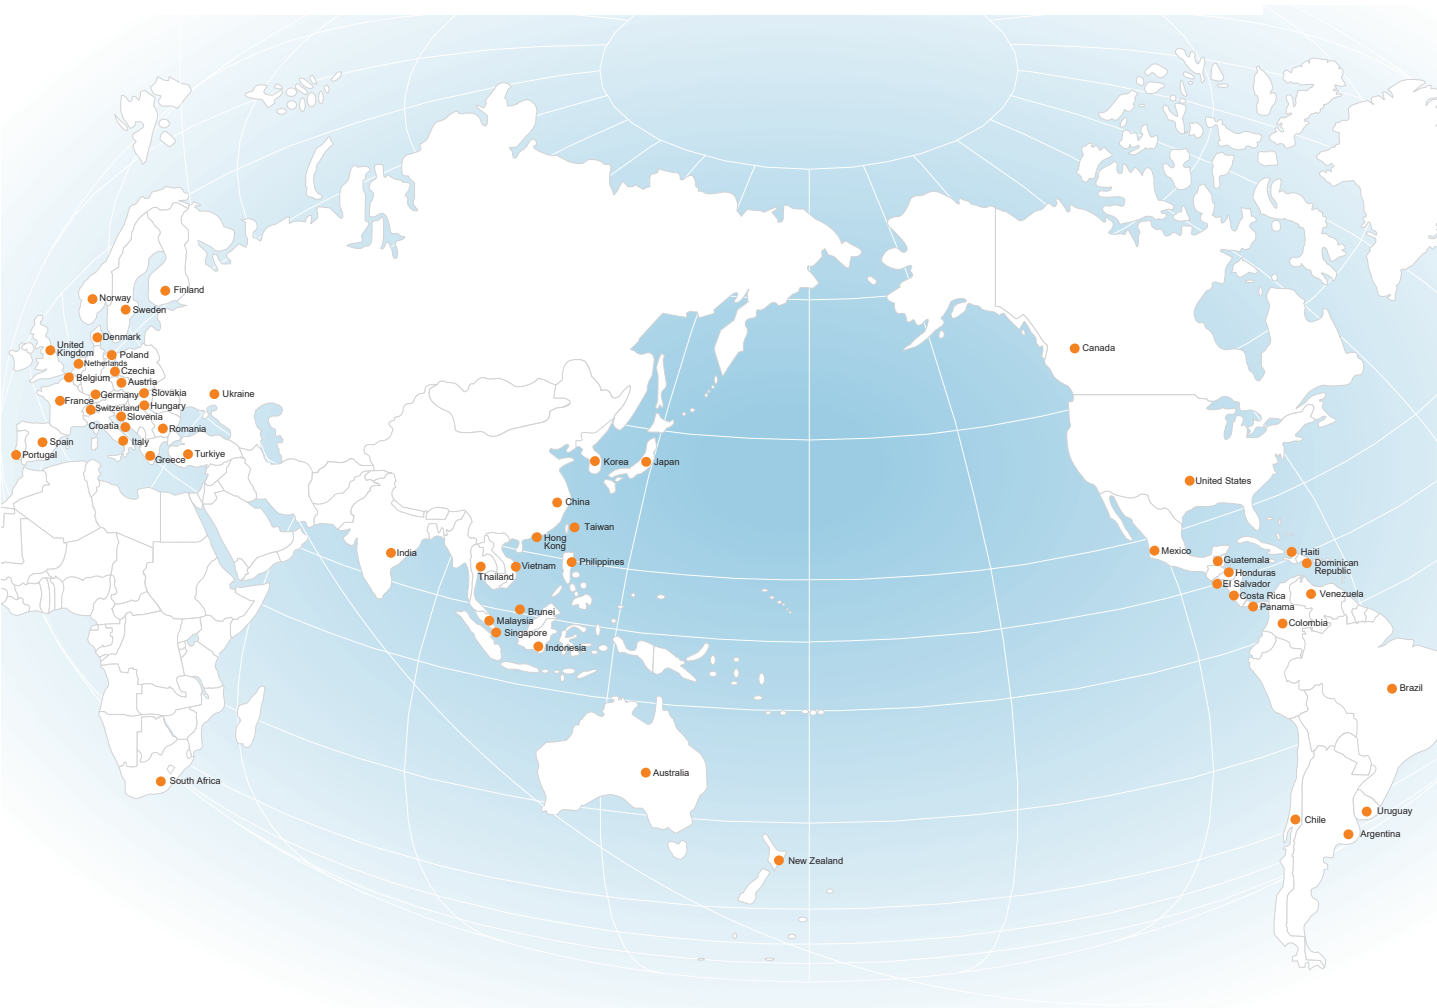 Norway
Finland
Sweden
Denmark
United
Kingdom
Poland
Netherlands
Czechia
Belgium
Austria
Germany
Slovakia
Ukraine
France
Switzerland
Hungary
Slovenia
Croatia
Romania
Spain
Italy
Portugal
Greece
Turkiye
Korea
Japan
China
Taiwan
Hong
Kong
India
Philippines
Vietnam
Thailand
Brunei
Malaysia
Singapore
Indonesia
South Africa
Australia
New Zealand
Canada
United States
Mexico
Haiti
Guatemala
Dominican
Republic
Honduras
El Salvador
Costa Rica
Venezuela
Panama
Colombia
Brazil
Uruguay
Chile
Argentina